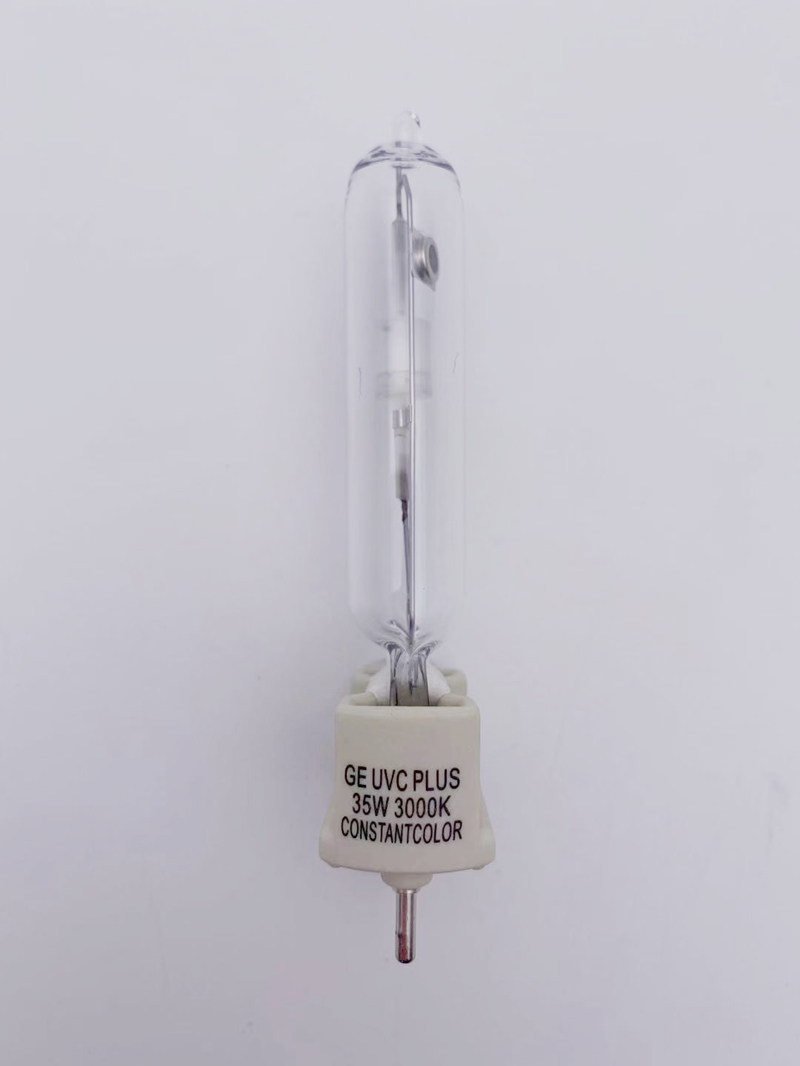 GE UVC PLUS
35W 3000K
CONSTANTCOLOR